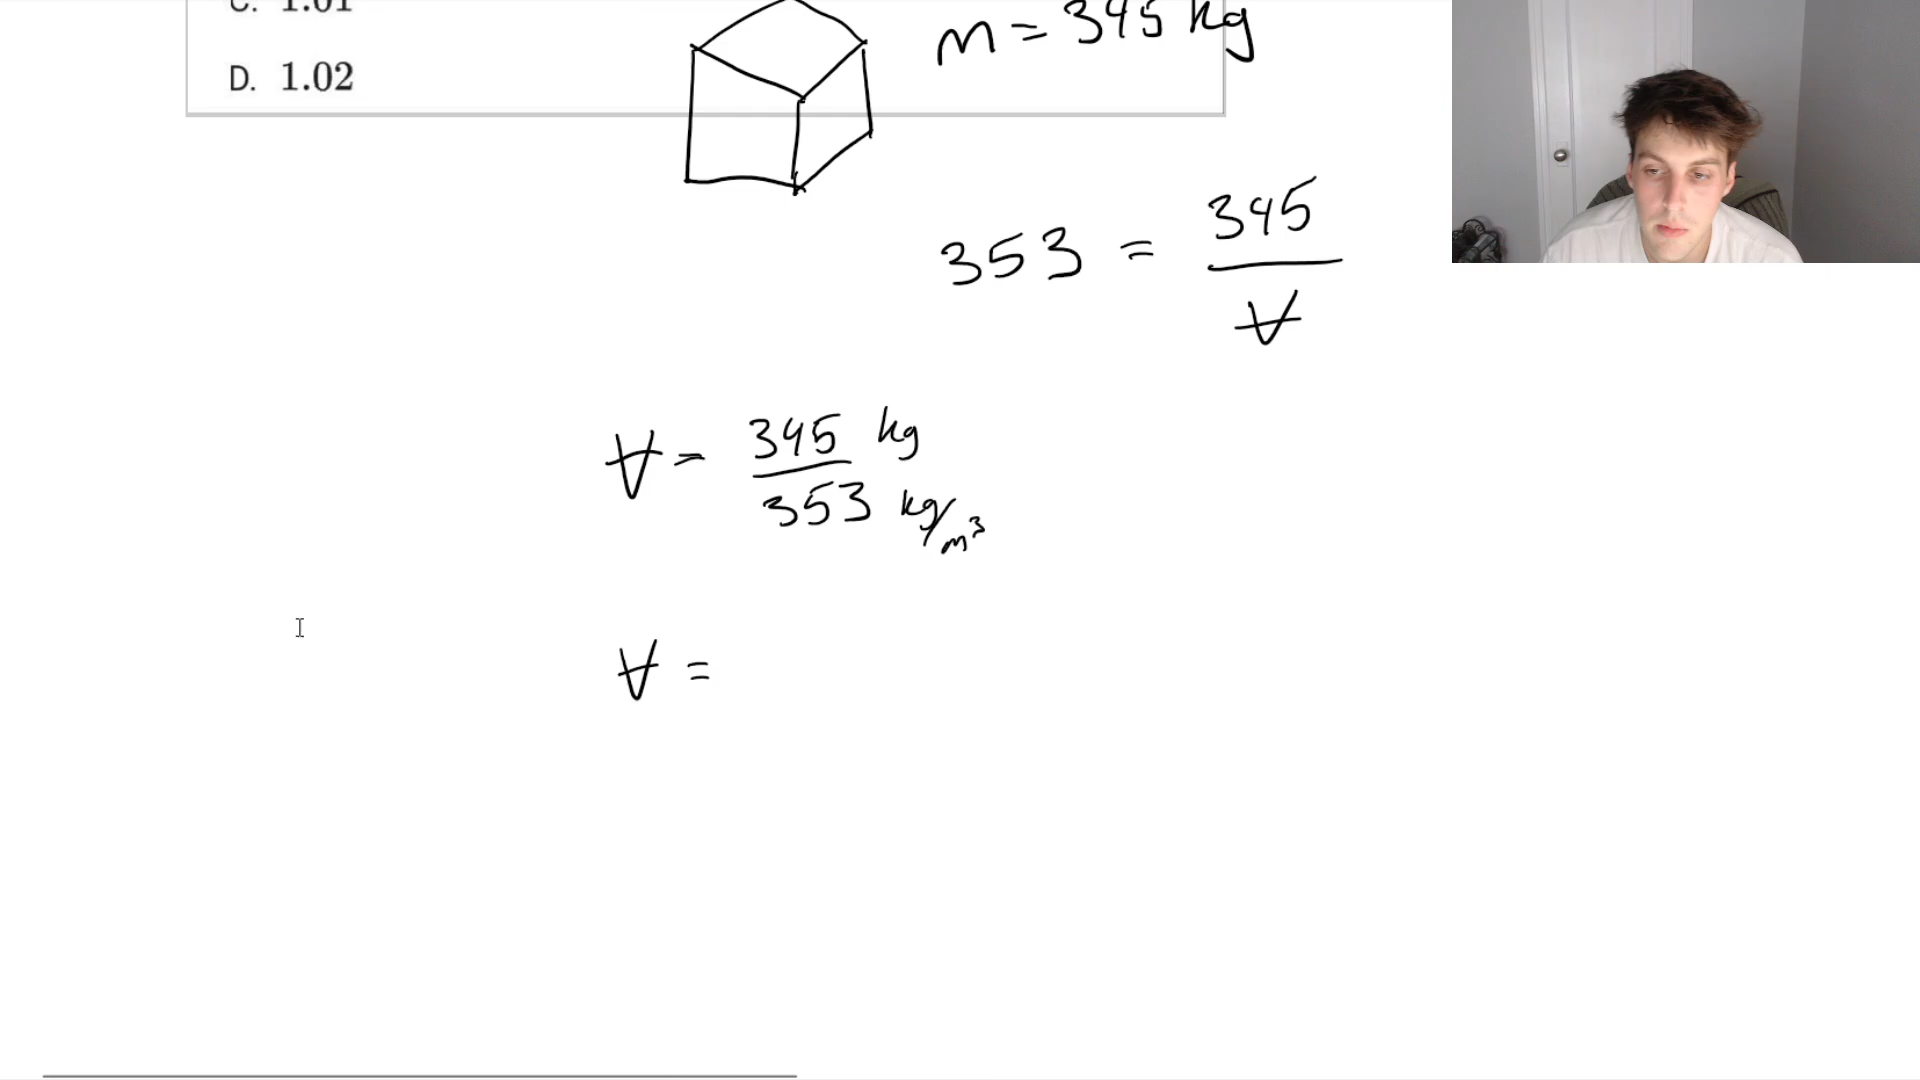 C. 1.01
D. 1.02
m = 345 kg
353 = 345 / V
V = 345 kg / 353 kg/m³
V =